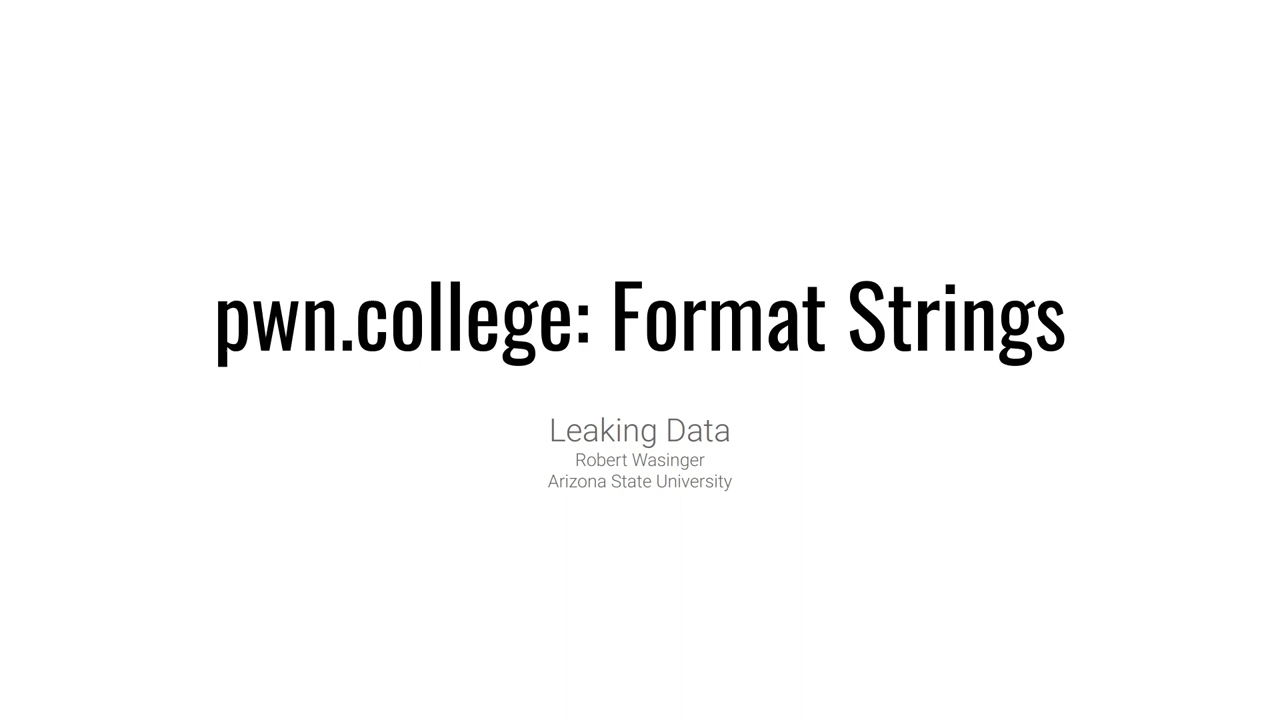 pwn.college: Format Strings
Leaking Data
Robert Wasinger
Arizona State University